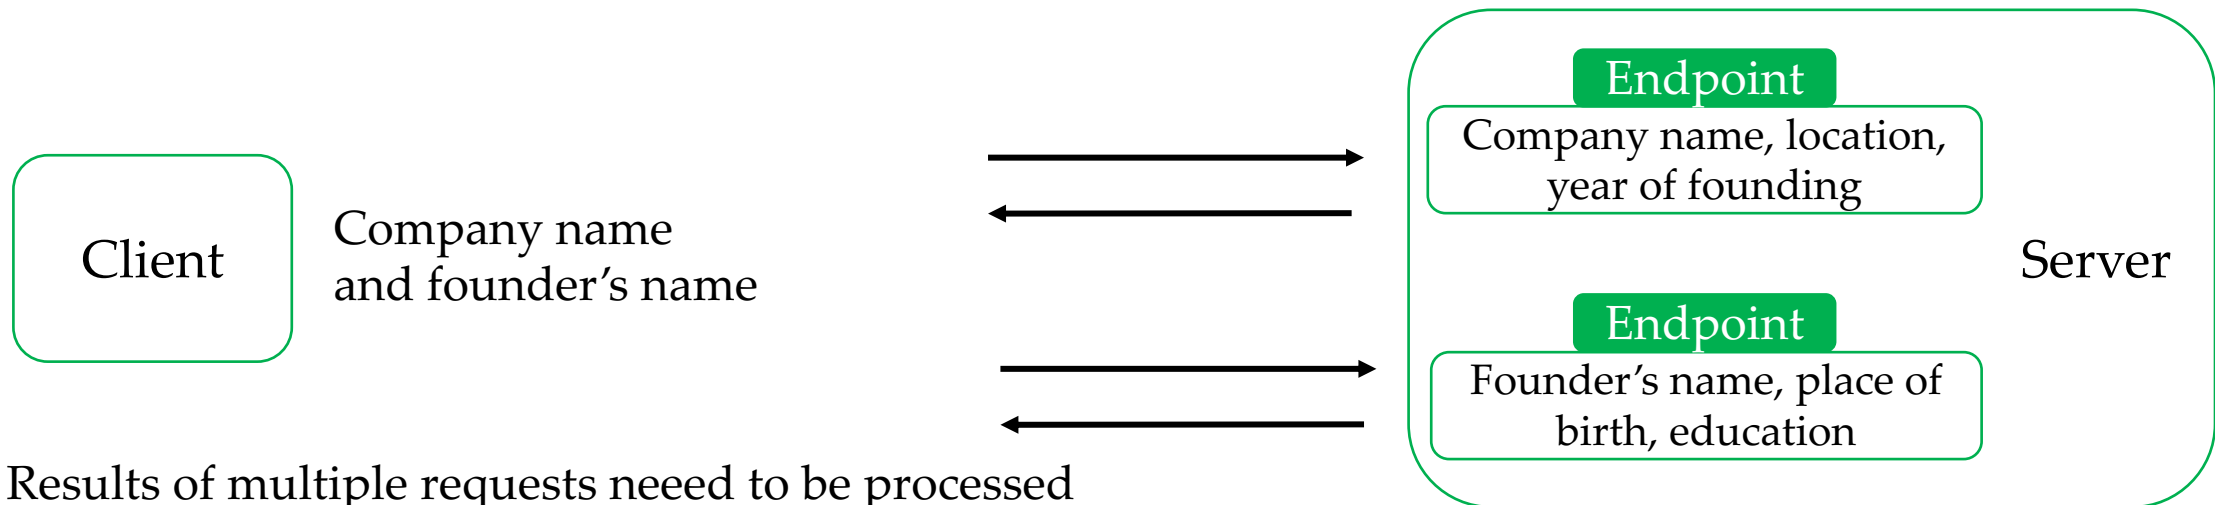 Client
Company name
and founder’s name
Endpoint
Company name, location,
year of founding
Endpoint
Founder’s name, place of
birth, education
Server
Results of multiple requests neeed to be processed